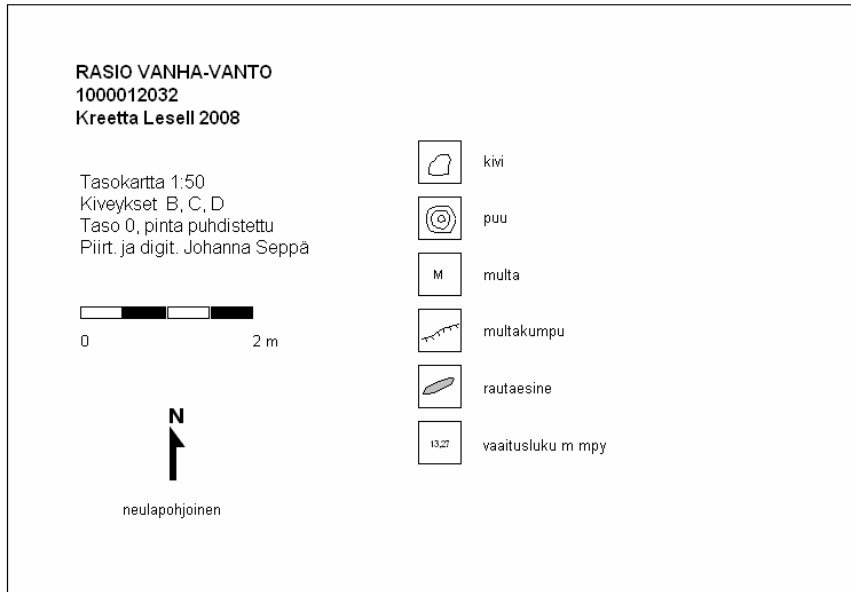 RASIO VANHA-VANTO
1000012032
Kreetta Lesell 2008
Tasokartta 1:50
Kiveykset B, C, D
Taso 0, pinta puhdistettu
Piirt. ja digit. Johanna Seppä
0 2 m
N
neulapohjoinen
kivi
puu
M multa
multakumpu
rautaesine
13,27 vaaitusluku m mpy